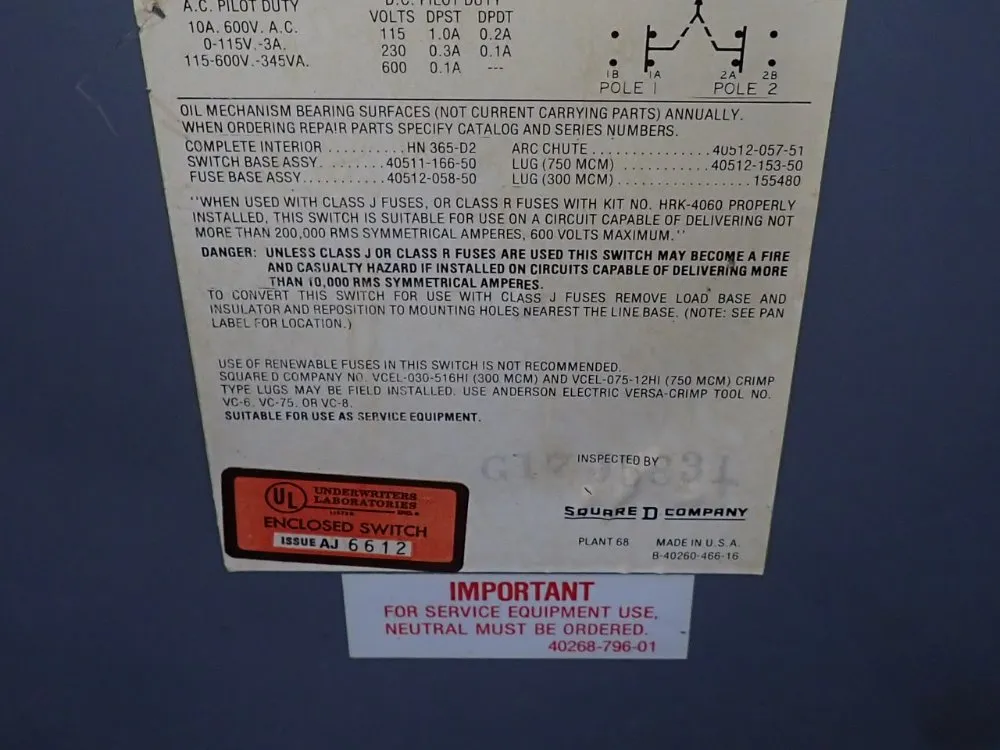 A.C. PILOT DUTY
10A. 600V. A.C.
0-115V.-3A.
115-600V.-345VA.
D.C. PILOT DUTY
VOLTS DPST DPDT
115 1.0A 0.2A
230 0.3A 0.1A
600 0.1A ---
1B 1A 2A 2B
POLE 1 POLE 2
OIL MECHANISM BEARING SURFACES (NOT CURRENT CARRYING PARTS) ANNUALLY.
WHEN ORDERING REPAIR PARTS SPECIFY CATALOG AND SERIES NUMBERS.
COMPLETE INTERIOR .......... HN 365-D2 ARC CHUTE .................. 40512-057-51
SWITCH BASE ASSY. ........ 40511-166-50 LUG (750 MCM) ............ 40512-153-50
FUSE BASE ASSY. ........... 40512-058-50 LUG (300 MCM) .................. 155480
"WHEN USED WITH CLASS J FUSES, OR CLASS R FUSES WITH KIT NO. HRK-4060 PROPERLY
INSTALLED, THIS SWITCH IS SUITABLE FOR USE ON A CIRCUIT CAPABLE OF DELIVERING NOT
MORE THAN 200,000 RMS SYMMETRICAL AMPERES, 600 VOLTS MAXIMUM."
DANGER: UNLESS CLASS J OR CLASS R FUSES ARE USED THIS SWITCH MAY BECOME A FIRE
AND CASUALTY HAZARD IF INSTALLED ON CIRCUITS CAPABLE OF DELIVERING MORE
THAN 10,000 RMS SYMMETRICAL AMPERES.
TO CONVERT THIS SWITCH FOR USE WITH CLASS J FUSES REMOVE LOAD BASE AND
INSULATOR AND REPOSITION TO MOUNTING HOLES NEAREST THE LINE BASE. (NOTE: SEE PAN
LABEL FOR LOCATION.)
USE OF RENEWABLE FUSES IN THIS SWITCH IS NOT RECOMMENDED.
SQUARE D COMPANY NO. VCEL-030-516HI (300 MCM) AND VCEL-075-12HI (750 MCM) CRIMP
TYPE LUGS MAY BE FIELD INSTALLED. USE ANDERSON ELECTRIC VERSA-CRIMP TOOL NO.
VC-6, VC-75, OR VC-8.
SUITABLE FOR USE AS SERVICE EQUIPMENT.
INSPECTED BY
SQUARE D COMPANY
PLANT 68 MADE IN U.S.A.
B-40260-466-16
UL UNDERWRITERS
LABORATORIES
LISTED INC.®
ENCLOSED SWITCH
ISSUE AJ 6612
IMPORTANT
FOR SERVICE EQUIPMENT USE,
NEUTRAL MUST BE ORDERED.
40268-796-01